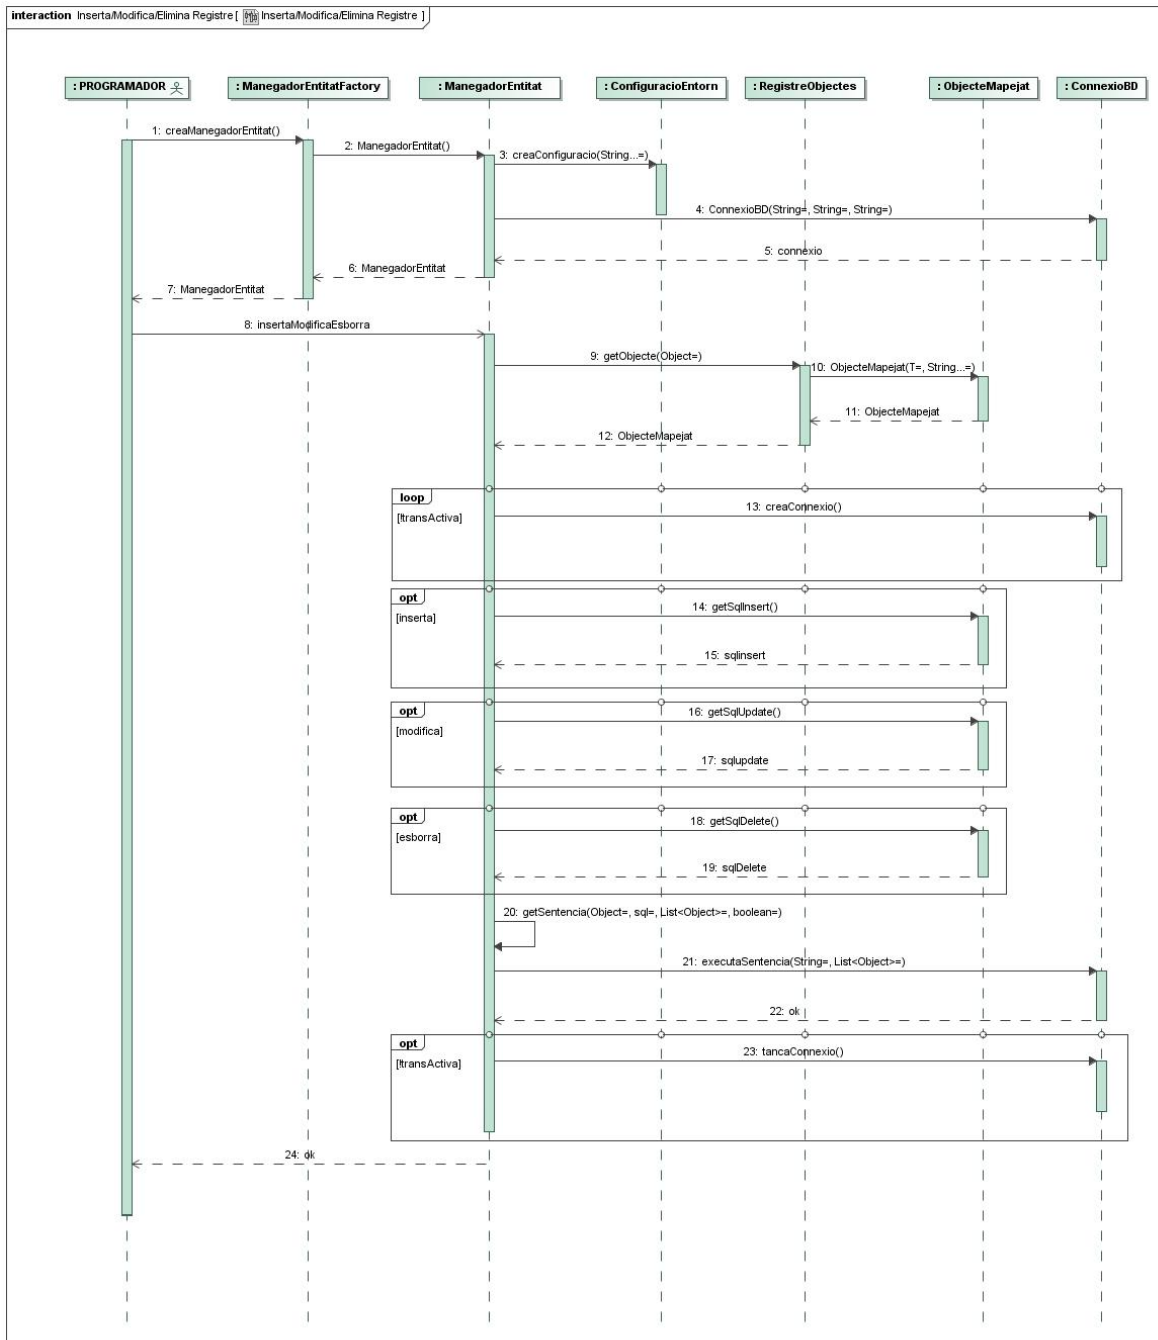 interaction Inserta/Modifica/Elimina Registre [ Inserta/Modifica/Elimina Registre ]
: PROGRAMADOR
: ManegadorEntitatFactory
: ManegadorEntitat
: ConfiguracioEntorn
: RegistreObjectes
: ObjecteMapejat
: ConnexioBD
1: creaManegadorEntitat()
2: ManegadorEntitat()
3: creaConfiguracio(String...=)
4: ConnexioBD(String=, String=, String=)
5: connexio
6: ManegadorEntitat
7: ManegadorEntitat
8: insertaModificaEsborra
9: getObjecte(Object=)
10: ObjecteMapejat(T=, String...=)
11: ObjecteMapejat
12: ObjecteMapejat
loop
13: creaConnexio()
[!transActiva]
opt
14: getSqlInsert()
[inserta]
15: sqlinsert
opt
16: getSqlUpdate()
[modifica]
17: sqlupdate
opt
18: getSqlDelete()
[esborra]
19: sqlDelete
20: getSentencia(Object=, sql=, List<Object>=, boolean=)
21: executaSentencia(String=, List<Object>=)
22: ok
opt
23: tancaConnexio()
[!transActiva]
24: ok